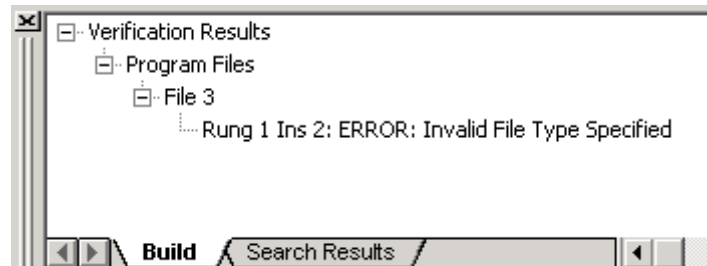 Verification Results
Program Files
File 3
Rung 1 Ins 2: ERROR: Invalid File Type Specified
Build
Search Results